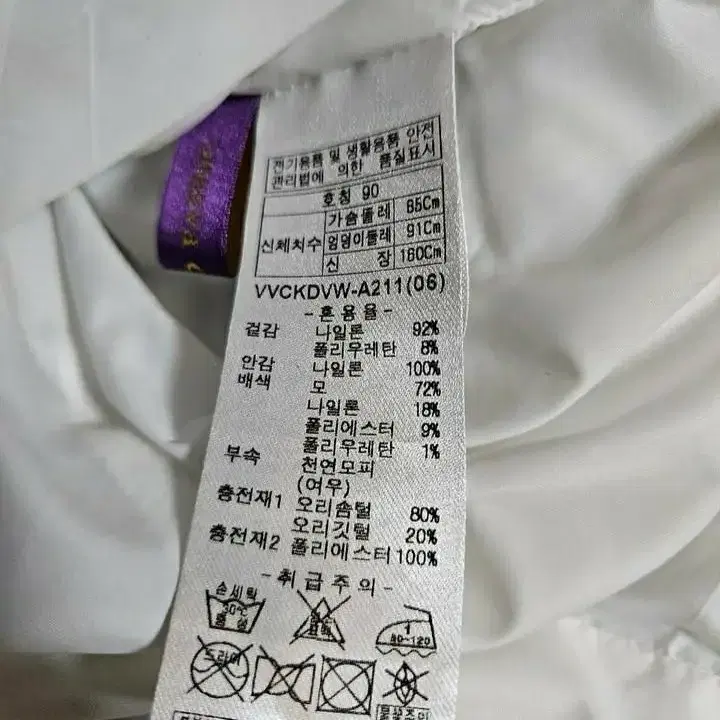 전기용품 및 생활용품 안전
관리법에 의한 품질표시
호칭 90
신체치수 가슴둘레 85Cm
엉덩이둘레 91Cm
신 장 160Cm
VVCKDVW-A211(06)
-혼용율-
겉감 나일론 92%
폴리우레탄 8%
안감 나일론 100%
배색 모 72%
나일론 18%
폴리에스터 9%
폴리우레탄 1%
부속 천연모피
(여우)
충전재1 오리솜털 80%
오리깃털 20%
충전재2 폴리에스터 100%
-취급주의-
손세탁
30℃
중성
표백
80-120
드라이